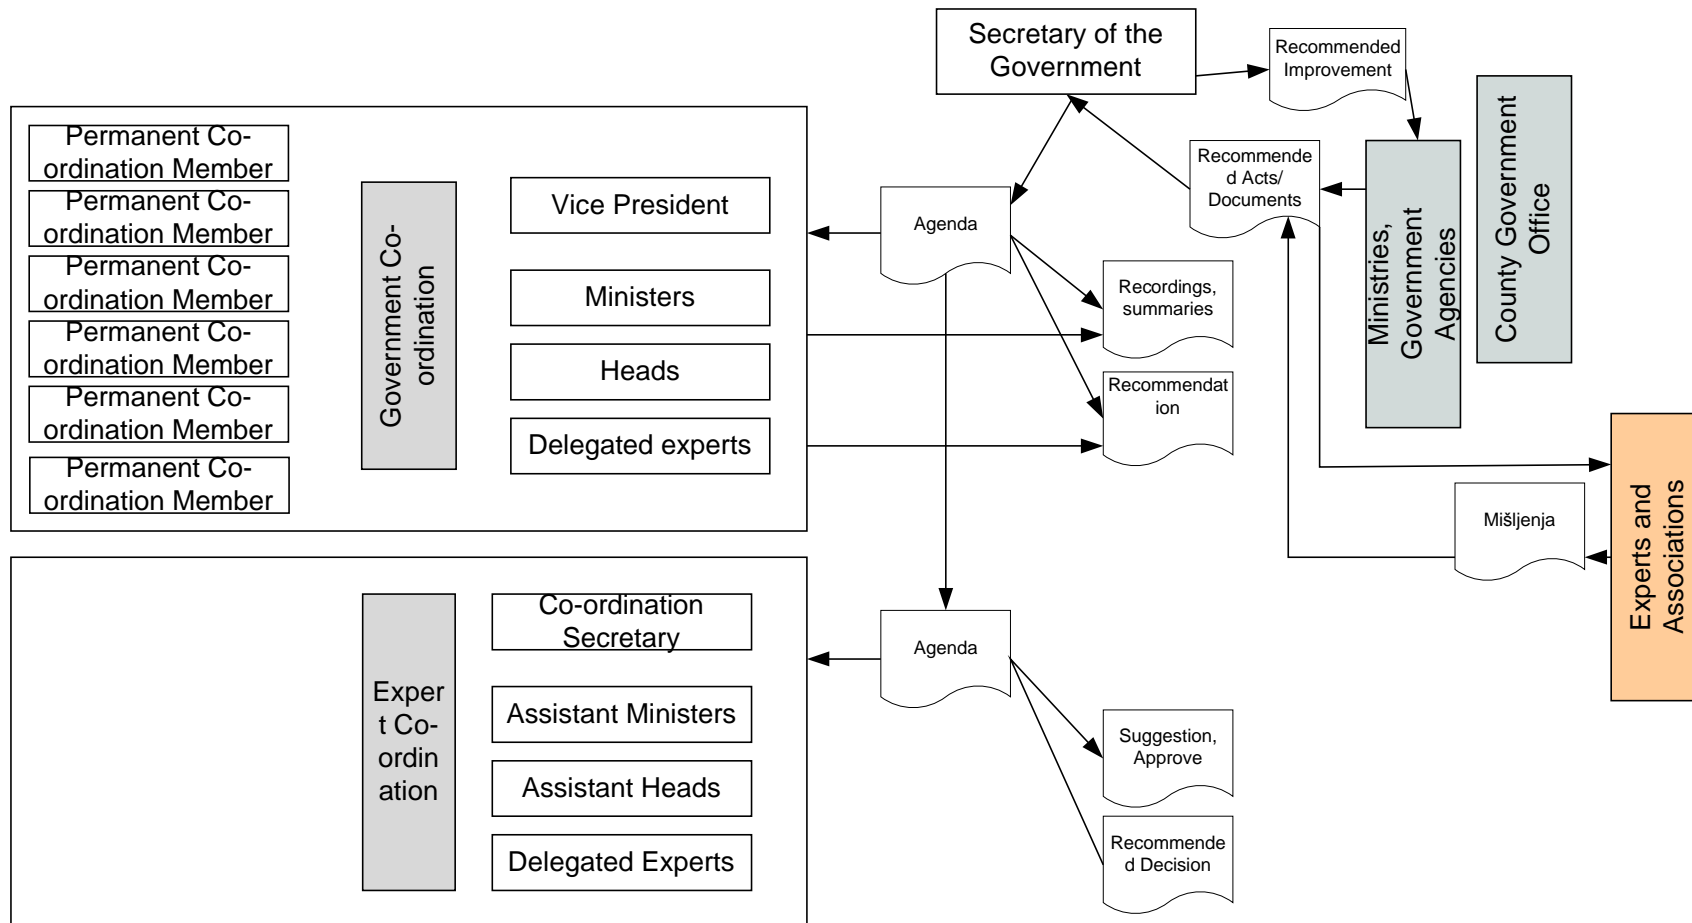 Secretary of the
Government
Recommended
Improvement
County Government
Office
Ministries,
Government
Agencies
Recommende
d Acts/
Documents
Permanent Co-
ordination Member
Permanent Co-
ordination Member
Permanent Co-
ordination Member
Permanent Co-
ordination Member
Permanent Co-
ordination Member
Permanent Co-
ordination Member
Government Co-
ordination
Vice President
Ministers
Heads
Delegated experts
Agenda
Recordings,
summaries
Recommendat
ion
Mišljenja
Experts and
Associations
Exper
t Co-
ordin
ation
Co-ordination
Secretary
Assistant Ministers
Assistant Heads
Delegated Experts
Agenda
Suggestion,
Approve
Recommende
d Decision